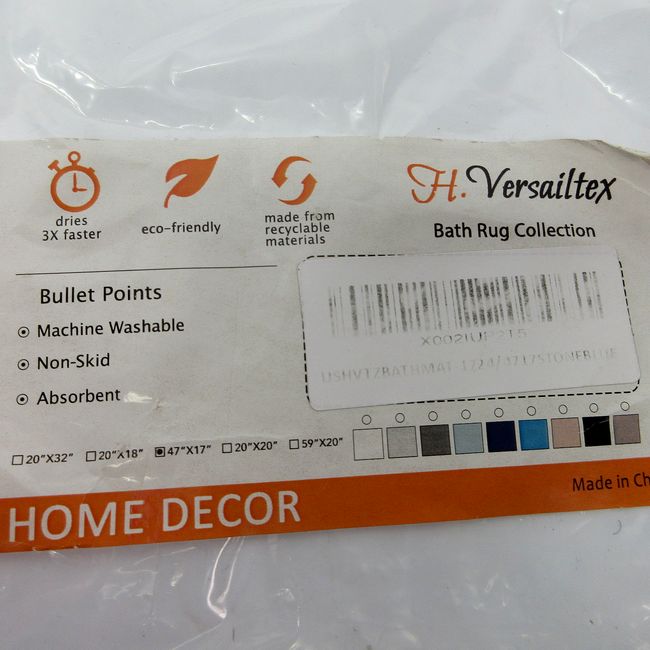 dries
3X faster
eco-friendly
made from
recyclable
materials
H. Versailtex
Bath Rug Collection
Bullet Points
Machine Washable
Non-Skid
Absorbent
20"X32"
20"X18"
47"X17"
20"X20"
59"X20"
HOME DECOR
Made in Ch